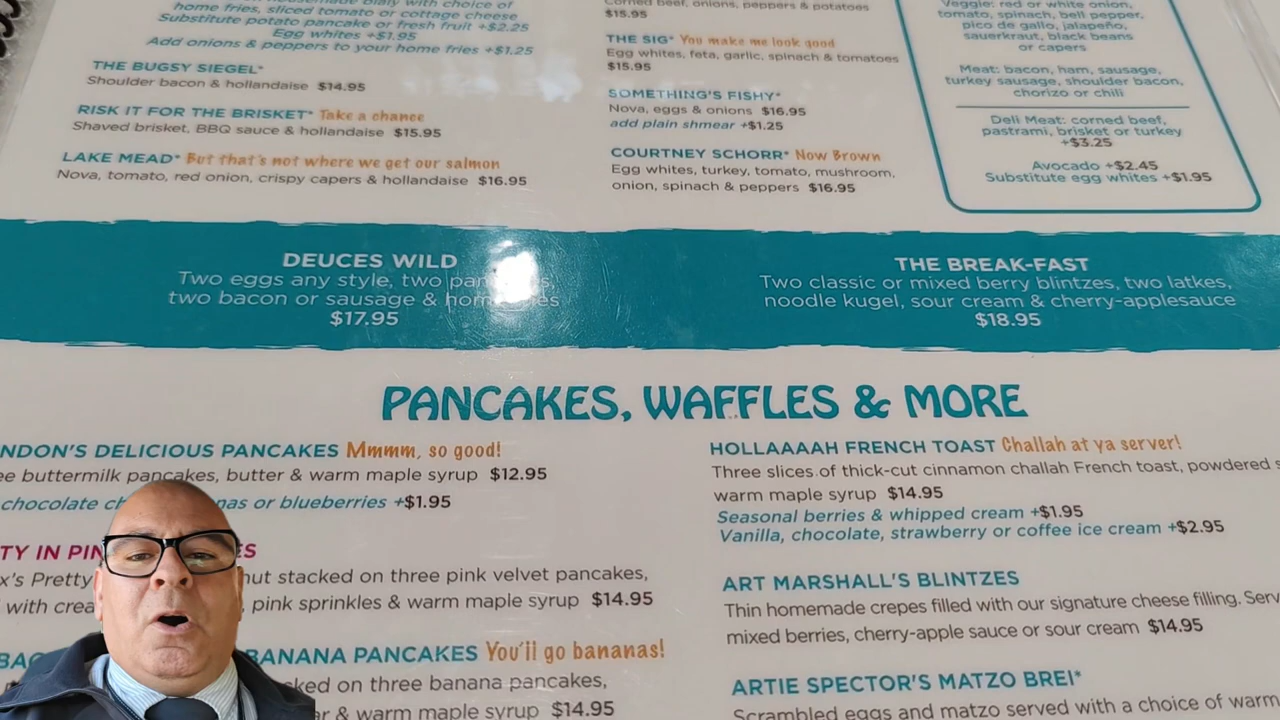 home fries, sliced tomato or cottage cheese
Substitute potato pancake or fresh fruit +$2.25
Egg whites +$1.95
Add onions & peppers to your home fries +$1.25
THE BUGSY SIEGEL*
Shoulder bacon & hollandaise $14.95
RISK IT FOR THE BRISKET* Take a chance
Shaved brisket, BBQ sauce & hollandaise $15.95
LAKE MEAD* But that's not where we get our salmon
Nova, tomato, red onion, crispy capers & hollandaise $16.95
Corned beef, onions, peppers & potatoes
$15.95
THE SIG* You make me look good
Egg whites, feta, garlic, spinach & tomatoes
$15.95
SOMETHING'S FISHY*
Nova, eggs & onions $16.95
add plain shmear +$1.25
COURTNEY SCHORR* Now Brown
Egg whites, turkey, tomato, mushroom,
onion, spinach & peppers $16.95
Veggie: red or white onion,
tomato, spinach, bell pepper,
pico de gallo, jalapeño,
sauerkraut, black beans
or capers
Meat: bacon, ham, sausage,
turkey sausage, shoulder bacon,
chorizo or chili
Deli Meat: corned beef,
pastrami, brisket or turkey
+$3.25
Avocado +$2.45
Substitute egg whites +$1.95
DEUCES WILD
Two eggs any style, two
two bacon or sausage &
$17.95
THE BREAK-FAST
Two classic or mixed berry blintzes, two latkes,
noodle kugel, sour cream & cherry-applesauce
$18.95
PANCAKES, WAFFLES & MORE
NDON'S DELICIOUS PANCAKES Mmmm, so good!
ee buttermilk pancakes, butter & warm maple syrup $12.95
chocolate or blueberries +$1.95
TY IN
stacked on three pink velvet pancakes,
with pink sprinkles & warm maple syrup $14.95
BANANA PANCAKES You'll go bananas!
on three banana pancakes,
& warm maple syrup $14.95
HOLLAAAAH FRENCH TOAST Challah at ya server!
Three slices of thick-cut cinnamon challah French toast, powdered
warm maple syrup $14.95
Seasonal berries & whipped cream +$1.95
Vanilla, chocolate, strawberry or coffee ice cream +$2.95
ART MARSHALL'S BLINTZES
Thin homemade crepes filled with our signature cheese filling. Serv
mixed berries, cherry-apple sauce or sour cream $14.95
ARTIE SPECTOR'S MATZO BREI*
Scrambled eggs and matzo served with a choice of warm